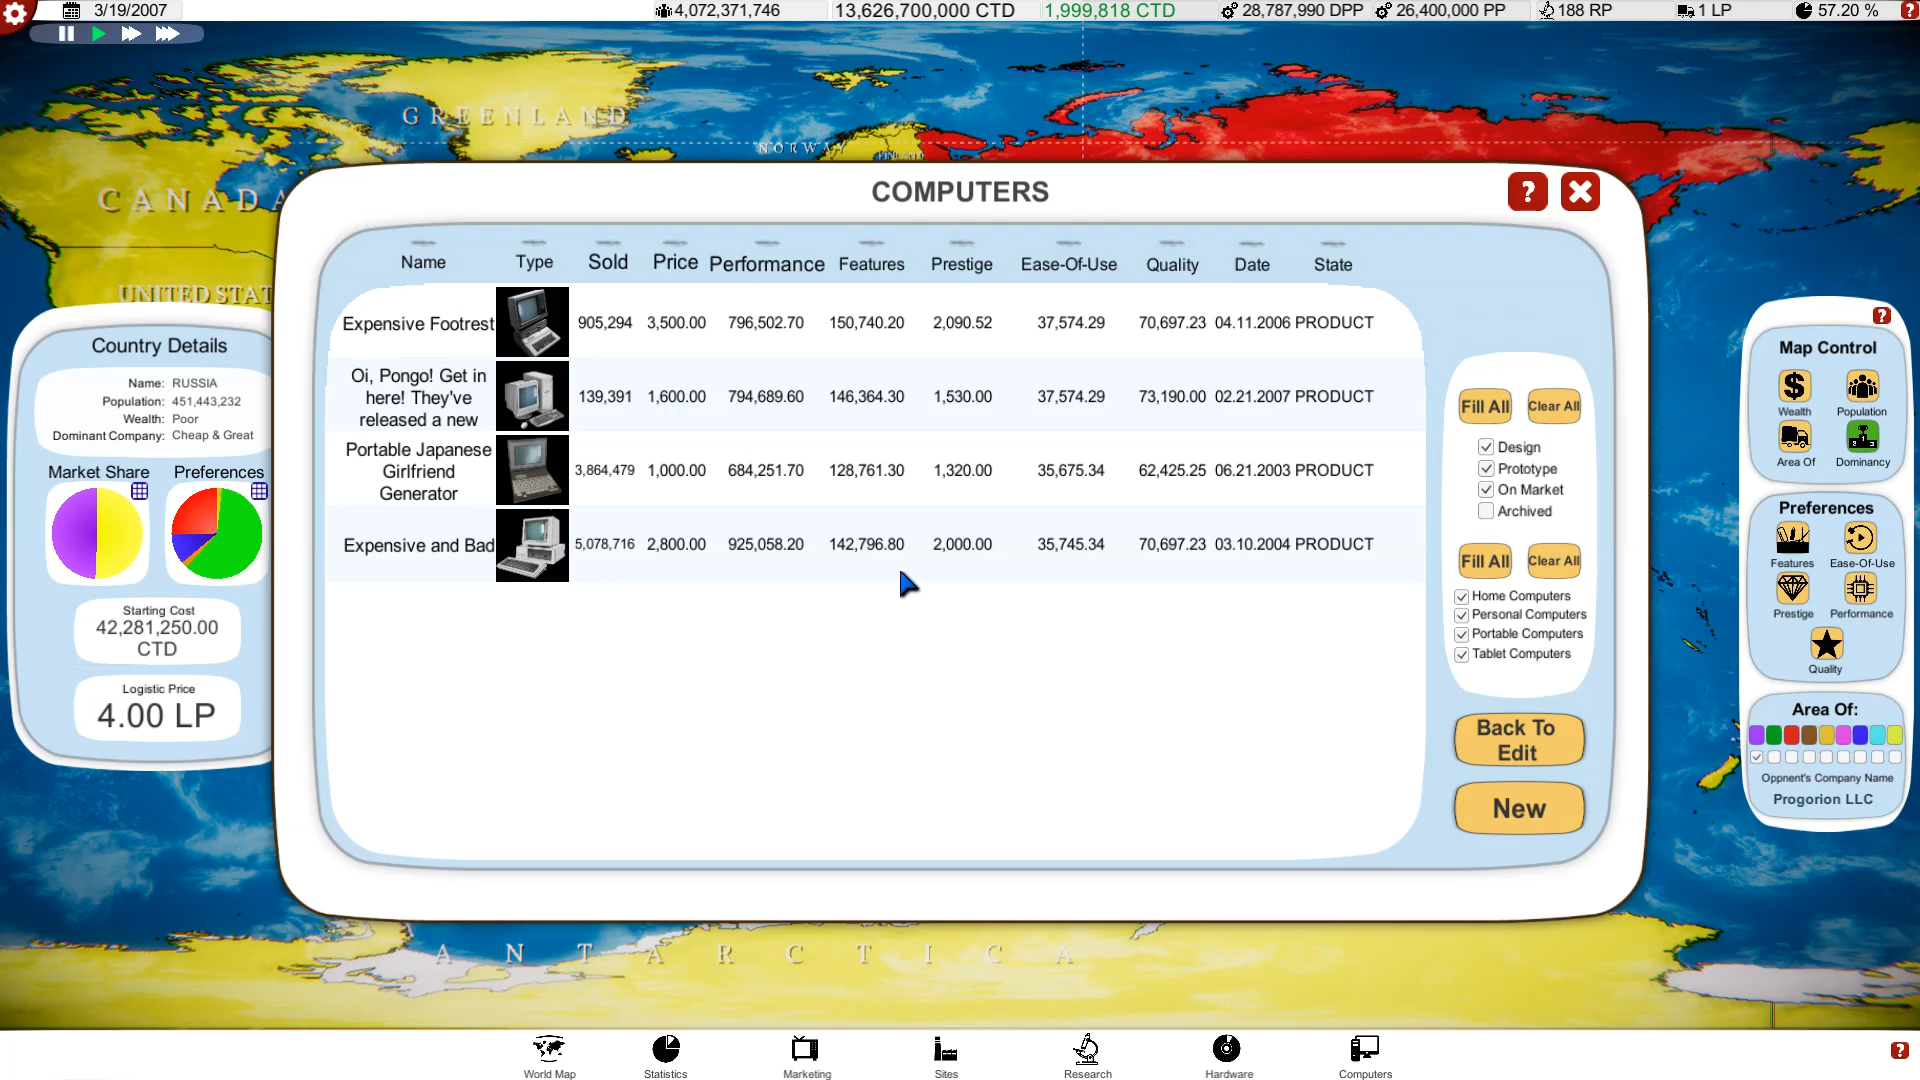 3/19/2007
4,072,371,746
13,626,700,000 CTD
1,999,818 CTD
28,787,990 DPP
26,400,000 PP
188 RP
1 LP
57.20 %
?
GREENLAND
NORWAY
CANADA
UNITED STAT
COMPUTERS
?
Name
Type
Sold
Price
Performance
Features
Prestige
Ease-Of-Use
Quality
Date
State
Expensive Footrest
905,294
3,500.00
796,502.70
150,740.20
2,090.52
37,574.29
70,697.23
04.11.2006
PRODUCT
Oi, Pongo! Get in
here! They've
released a new
139,391
1,600.00
794,689.60
146,364.30
1,530.00
37,574.29
73,190.00
02.21.2007
PRODUCT
Portable Japanese
Girlfriend
Generator
3,864,479
1,000.00
684,251.70
128,761.30
1,320.00
35,675.34
62,425.25
06.21.2003
PRODUCT
Expensive and Bad
5,078,716
2,800.00
925,058.20
142,796.80
2,000.00
35,745.34
70,697.23
03.10.2004
PRODUCT
Fill All
Clear All
Design
Prototype
On Market
Archived
Fill All
Clear All
Home Computers
Personal Computers
Portable Computers
Tablet Computers
Back To
Edit
New
Country Details
Name: RUSSIA
Population: 451,443,232
Wealth: Poor
Dominant Company: Cheap & Great
Market Share
Preferences
Starting Cost
42,281,250.00
CTD
Logistic Price
4.00 LP
?
Map Control
Wealth
Population
Area Of
Dominancy
Preferences
Features
Ease-Of-Use
Prestige
Performance
Quality
Area Of:
Oppnent's Company Name
Progorion LLC
ANTARCTICA
World Map
Statistics
Marketing
Sites
Research
Hardware
Computers
?